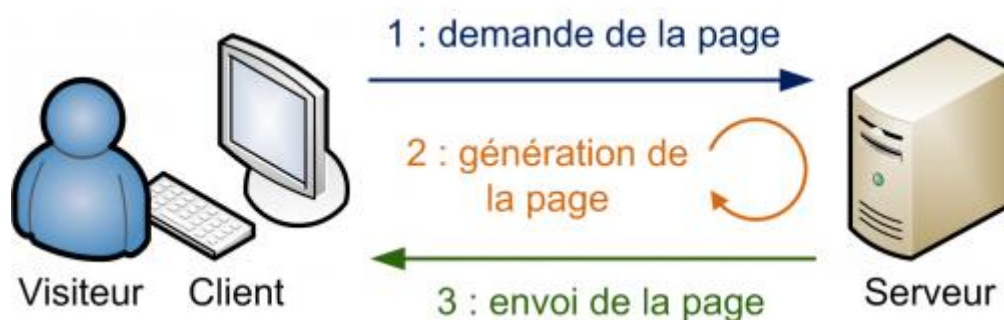 1 : demande de la page
2 : génération de
la page
3 : envoi de la page
Visiteur
Client
Serveur